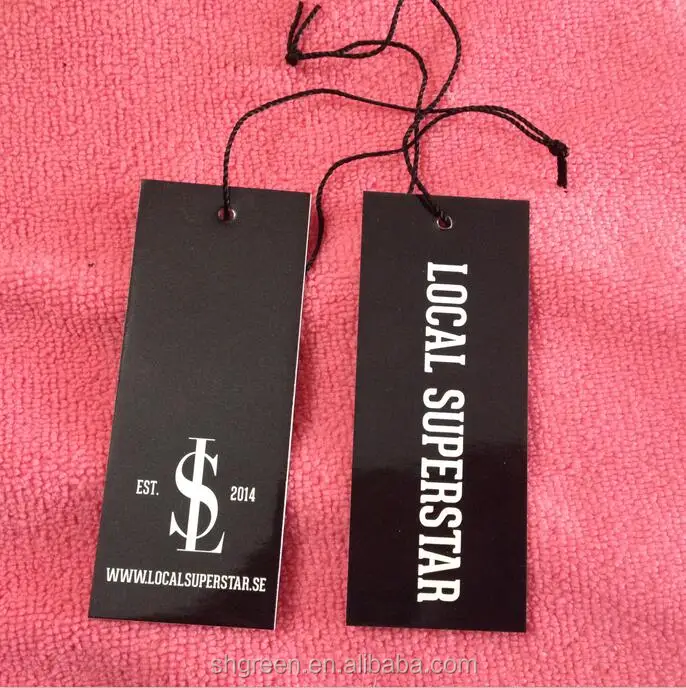 EST. LS 2014
WWW.LOCALSUPERSTAR.SE
LOCAL SUPERSTAR
shgreen.en.alibaba.com